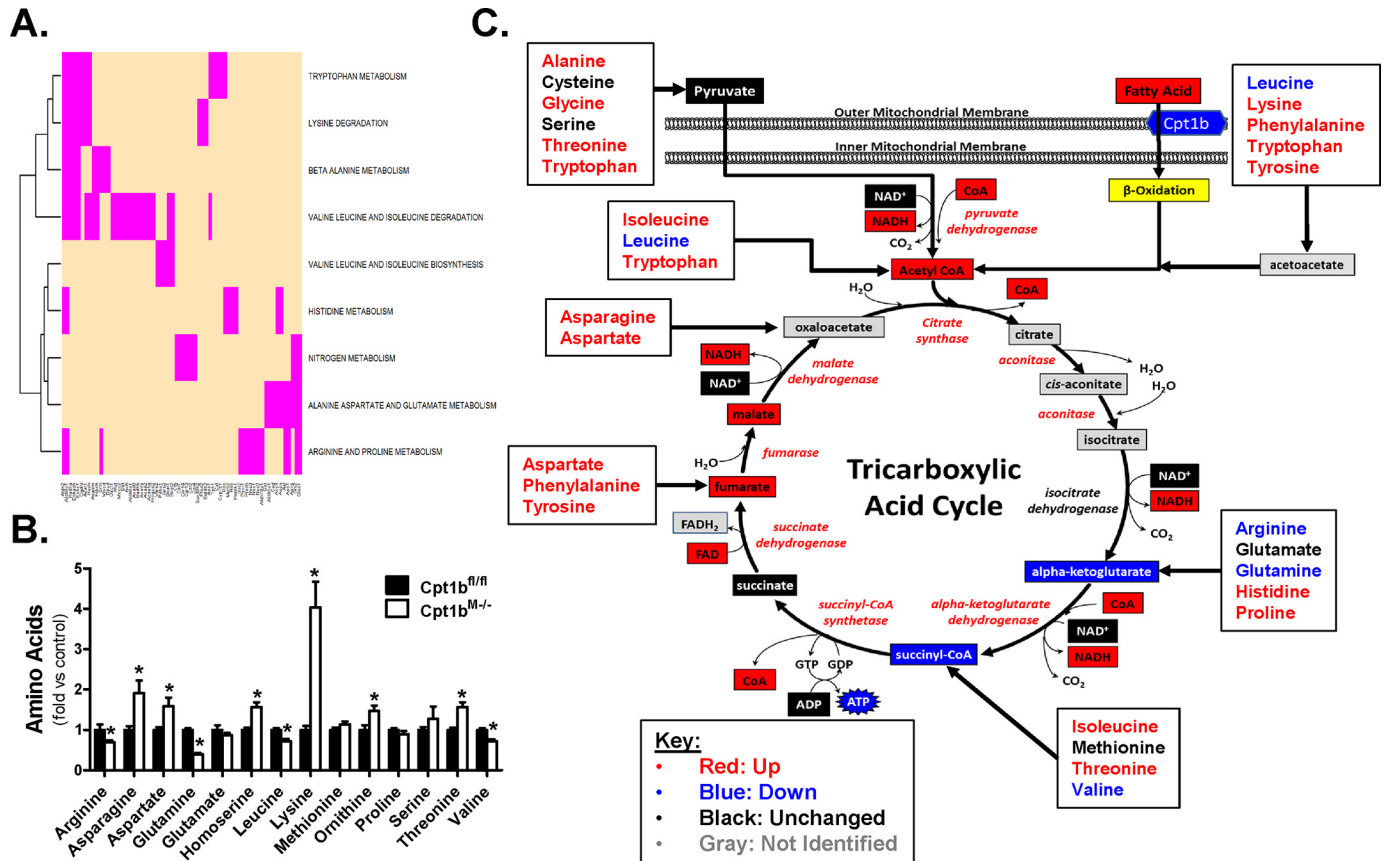 A.
TRYPTOPHAN METABOLISM
LYSINE DEGRADATION
BETA ALANINE METABOLISM
VALINE LEUCINE AND ISOLEUCINE DEGRADATION
VALINE LEUCINE AND ISOLEUCINE BIOSYNTHESIS
HISTIDINE METABOLISM
NITROGEN METABOLISM
ALANINE ASPARTATE AND GLUTAMATE METABOLISM
ARGININE AND PROLINE METABOLISM
B.
Amino Acids
(fold vs control)
5
4
3
2
1
0
Cpt1b^fl/fl
Cpt1b^M-/-
*
*
*
*
*
*
*
*
*
*
Arginine
Asparagine
Aspartate
Glutamine
Glutamate
Homoserine
Leucine
Lysine
Methionine
Ornithine
Proline
Serine
Threonine
Valine
C.
Alanine
Cysteine
Glycine
Serine
Threonine
Tryptophan
Pyruvate
Outer Mitochondrial Membrane
Inner Mitochondrial Membrane
Fatty Acid
Cpt1b
β-Oxidation
Leucine
Lysine
Phenylalanine
Tryptophan
Tyrosine
acetoacetate
NAD⁺
NADH
CO₂
CoA
pyruvate
dehydrogenase
Isoleucine
Leucine
Tryptophan
Acetyl CoA
H₂O
CoA
Citrate
synthase
Asparagine
Aspartate
oxaloacetate
citrate
aconitase
H₂O
H₂O
cis-aconitate
aconitase
isocitrate
NADH
NAD⁺
malate
dehydrogenase
malate
H₂O
fumarase
Aspartate
Phenylalanine
Tyrosine
fumarate
Tricarboxylic
Acid Cycle
isocitrate
dehydrogenase
NAD⁺
NADH
CO₂
FADH₂
FAD
succinate
dehydrogenase
succinate
alpha-ketoglutarate
Arginine
Glutamate
Glutamine
Histidine
Proline
succinyl-CoA
synthetase
alpha-ketoglutarate
dehydrogenase
CoA
NAD⁺
NADH
CO₂
succinyl-CoA
CoA
GTP
GDP
ADP
ATP
Isoleucine
Methionine
Threonine
Valine
Key:
• Red: Up
• Blue: Down
• Black: Unchanged
• Gray: Not Identified